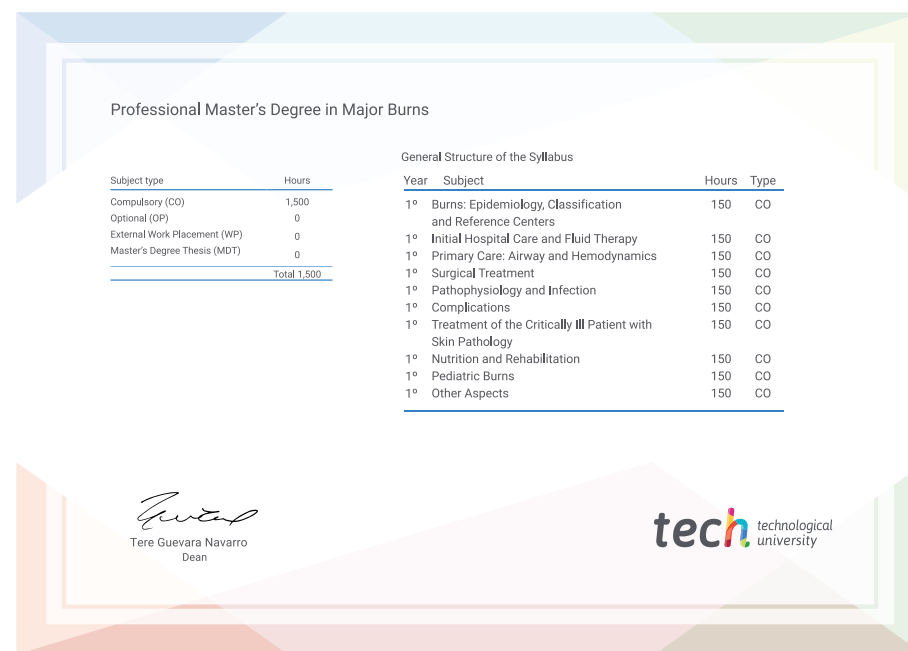 Professional Master's Degree in Major Burns
Subject type Hours
Compulsory (CO) 1,500
Optional (OP) 0
External Work Placement (WP) 0
Master's Degree Thesis (MDT) 0
Total 1,500
General Structure of the Syllabus
Year Subject Hours Type
1º Burns: Epidemiology, Classification 150 CO
and Reference Centers
1º Initial Hospital Care and Fluid Therapy 150 CO
1º Primary Care: Airway and Hemodynamics 150 CO
1º Surgical Treatment 150 CO
1º Pathophysiology and Infection 150 CO
1º Complications 150 CO
1º Treatment of the Critically Ill Patient with 150 CO
Skin Pathology
1º Nutrition and Rehabilitation 150 CO
1º Pediatric Burns 150 CO
1º Other Aspects 150 CO
Tere Guevara Navarro
Dean
tech technological
university